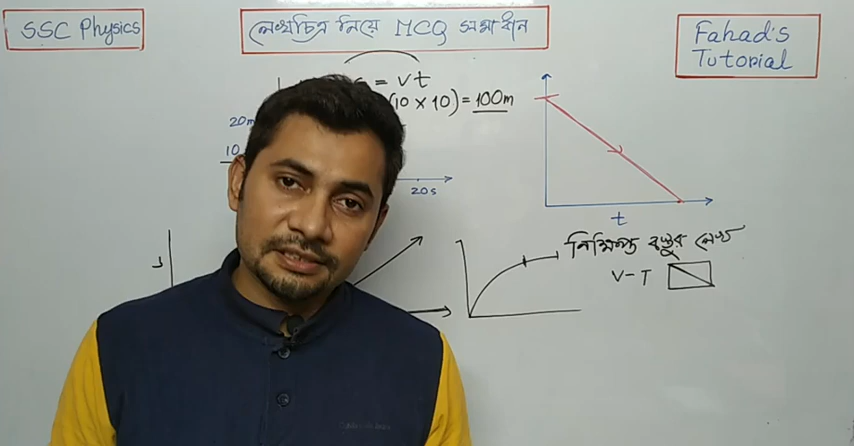 SSC Physics
লেখচিত্র নিয়ে MCQ সমাধান
Fahad's
Tutorial
= vt
(10 × 10) = 100m
20m
10
20s
t
নিক্ষিপ্ত বস্তুর লেখ
V-T